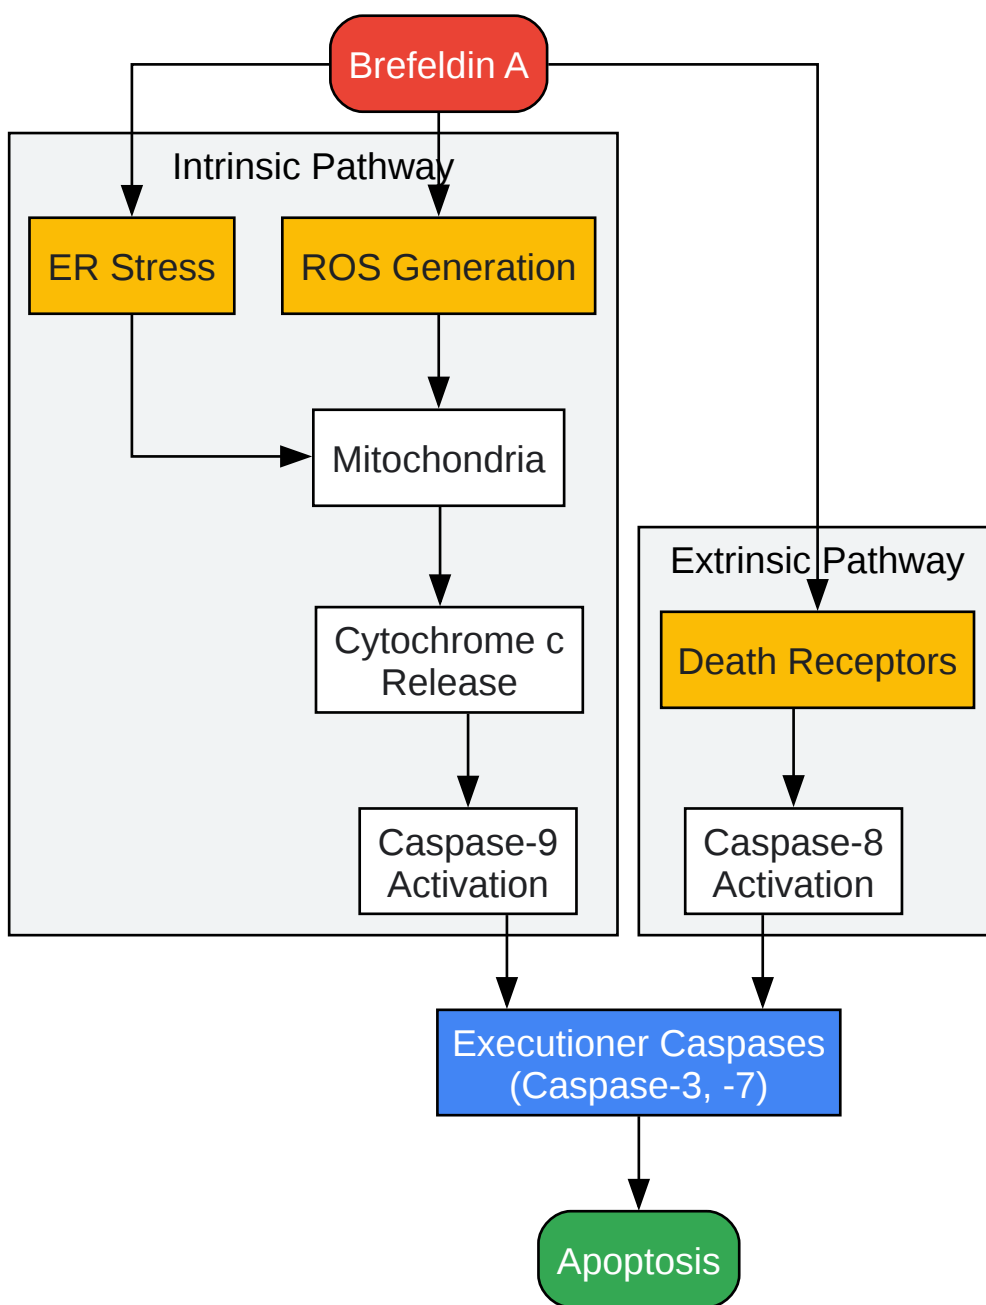 Brefeldin A
Intrinsic Pathway
ER Stress
ROS Generation
Mitochondria
Extrinsic Pathway
Cytochrome c
Release
Death Receptors
Caspase-9
Activation
Caspase-8
Activation
Executioner Caspases
(Caspase-3, -7)
Apoptosis